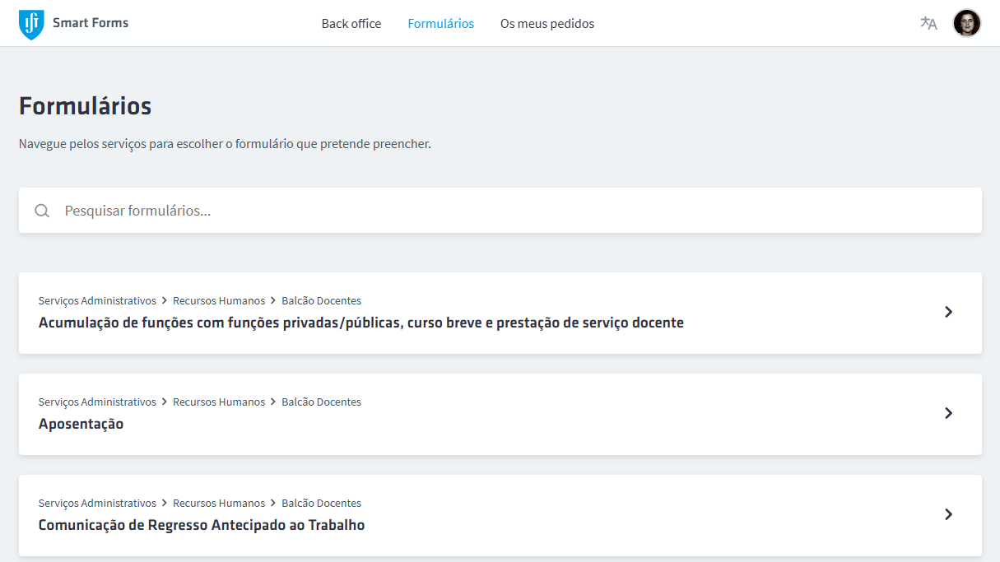 Smart Forms
Back office
Formulários
Os meus pedidos
Formulários
Navegue pelos serviços para escolher o formulário que pretende preencher.
Pesquisar formulários...
Serviços Administrativos > Recursos Humanos > Balcão Docentes
Acumulação de funções com funções privadas/públicas, curso breve e prestação de serviço docente
Serviços Administrativos > Recursos Humanos > Balcão Docentes
Aposentação
Serviços Administrativos > Recursos Humanos > Balcão Docentes
Comunicação de Regresso Antecipado ao Trabalho